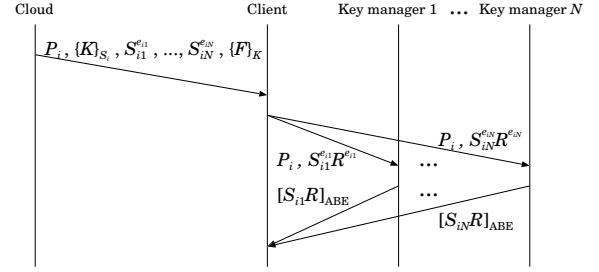 Cloud Client Key manager 1 ... Key manager N
P_i, {K}_{S_i}, S_{i1}^{e_{i1}}, ..., S_{iN}^{e_{iN}}, {F}_K
P_i, S_{iN}^{e_{iN}}R^{e_{iN}}
P_i, S_{i1}^{e_{i1}}R^{e_{i1}} ...
[S_{i1}R]_{ABE} ...
[S_{iN}R]_{ABE}